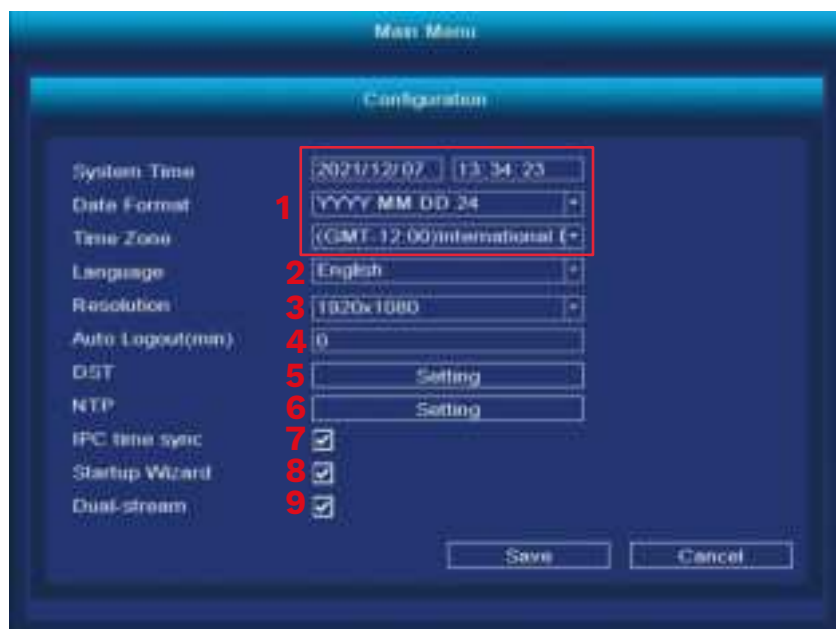 Main Menu
Configuration
System Time 2021/12/07 13:34:23
Date Format 1 YYYY MM DD 24
Time Zone (GMT-12:00)International
Language 2 English
Resolution 3 1920x1080
Auto Logout(min) 4 0
DST 5 Setting
NTP 6 Setting
IPC time sync 7
Startup Wizard 8
Dual-stream 9
Save Cancel